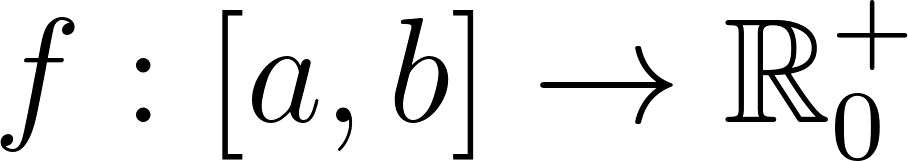 f : [a, b] → ℝ₀⁺